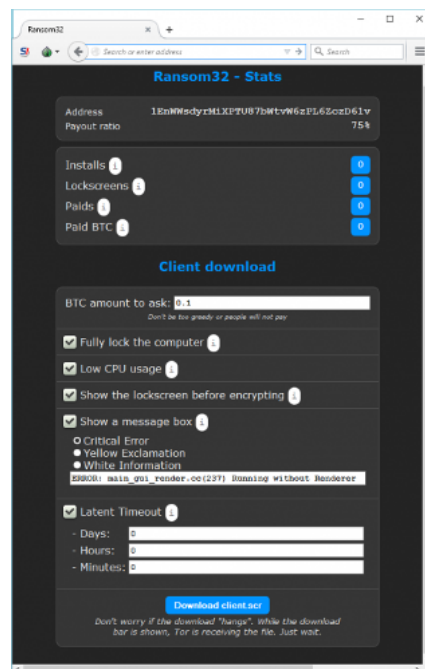 Ransom32
Search or enter address
Search
Ransom32 - Stats
Address 1EnWWsdyrMiXPTU87bWtvW6zPL6ZozD61v
Payout ratio 75%
Installs i 0
Lockscreens i 0
Paids i 0
Paid BTC i 0
Client download
BTC amount to ask: 0.1
Don't be too greedy or people will not pay
Fully lock the computer i
Low CPU usage i
Show the lockscreen before encrypting i
Show a message box i
Critical Error
Yellow Exclamation
White Information
ERROR: main_gui_render.cc(237) Running without Renderer
Latent Timeout i
- Days: 0
- Hours: 0
- Minutes: 0
Download client.scr
Don't worry if the download "hangs". While the download
bar is shown, Tor is receiving the file. Just wait.